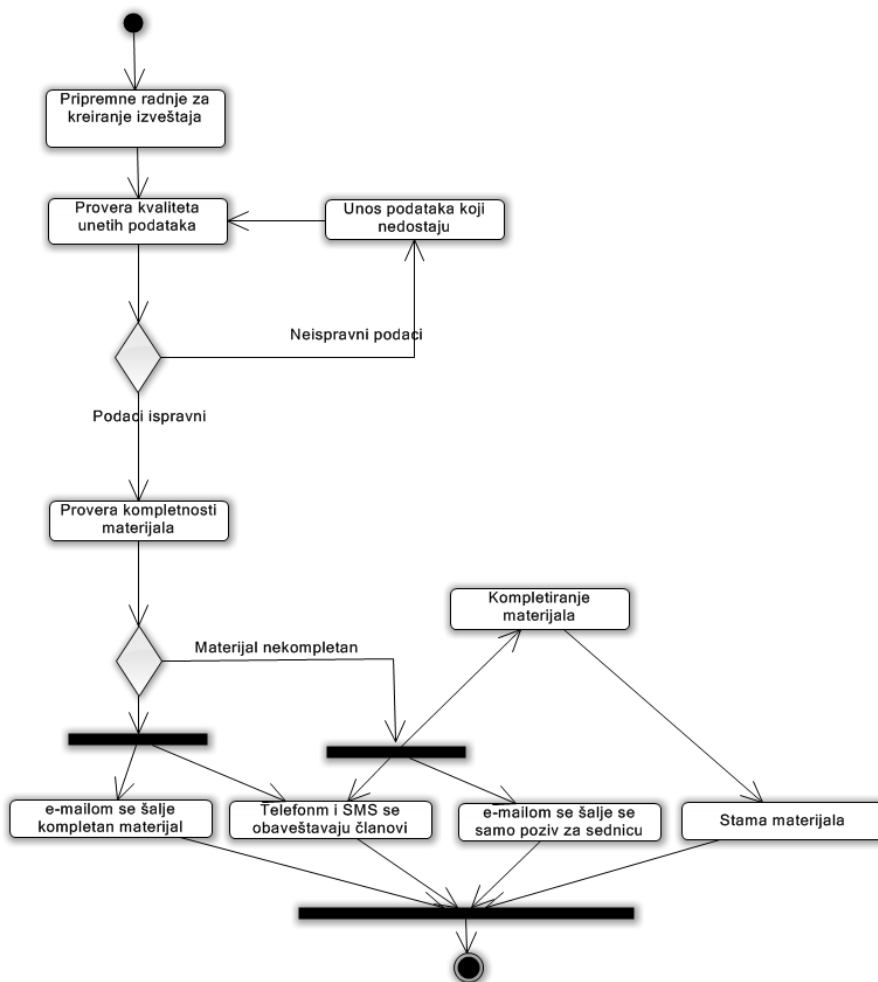 Pripremne radnje za
kreiranje izveštaja
Provera kvaliteta
unetih podataka
Unos podataka koji
nedostaju
Neispravni podaci
Podaci ispravni
Provera kompletnosti
materijala
Kompletiranje
materijala
Materijal nekompletan
e-mailom se šalje
kompletan materijal
Telefonm i SMS se
obaveštavaju članovi
e-mailom se šalje se
samo poziv za sednicu
Stama materijala